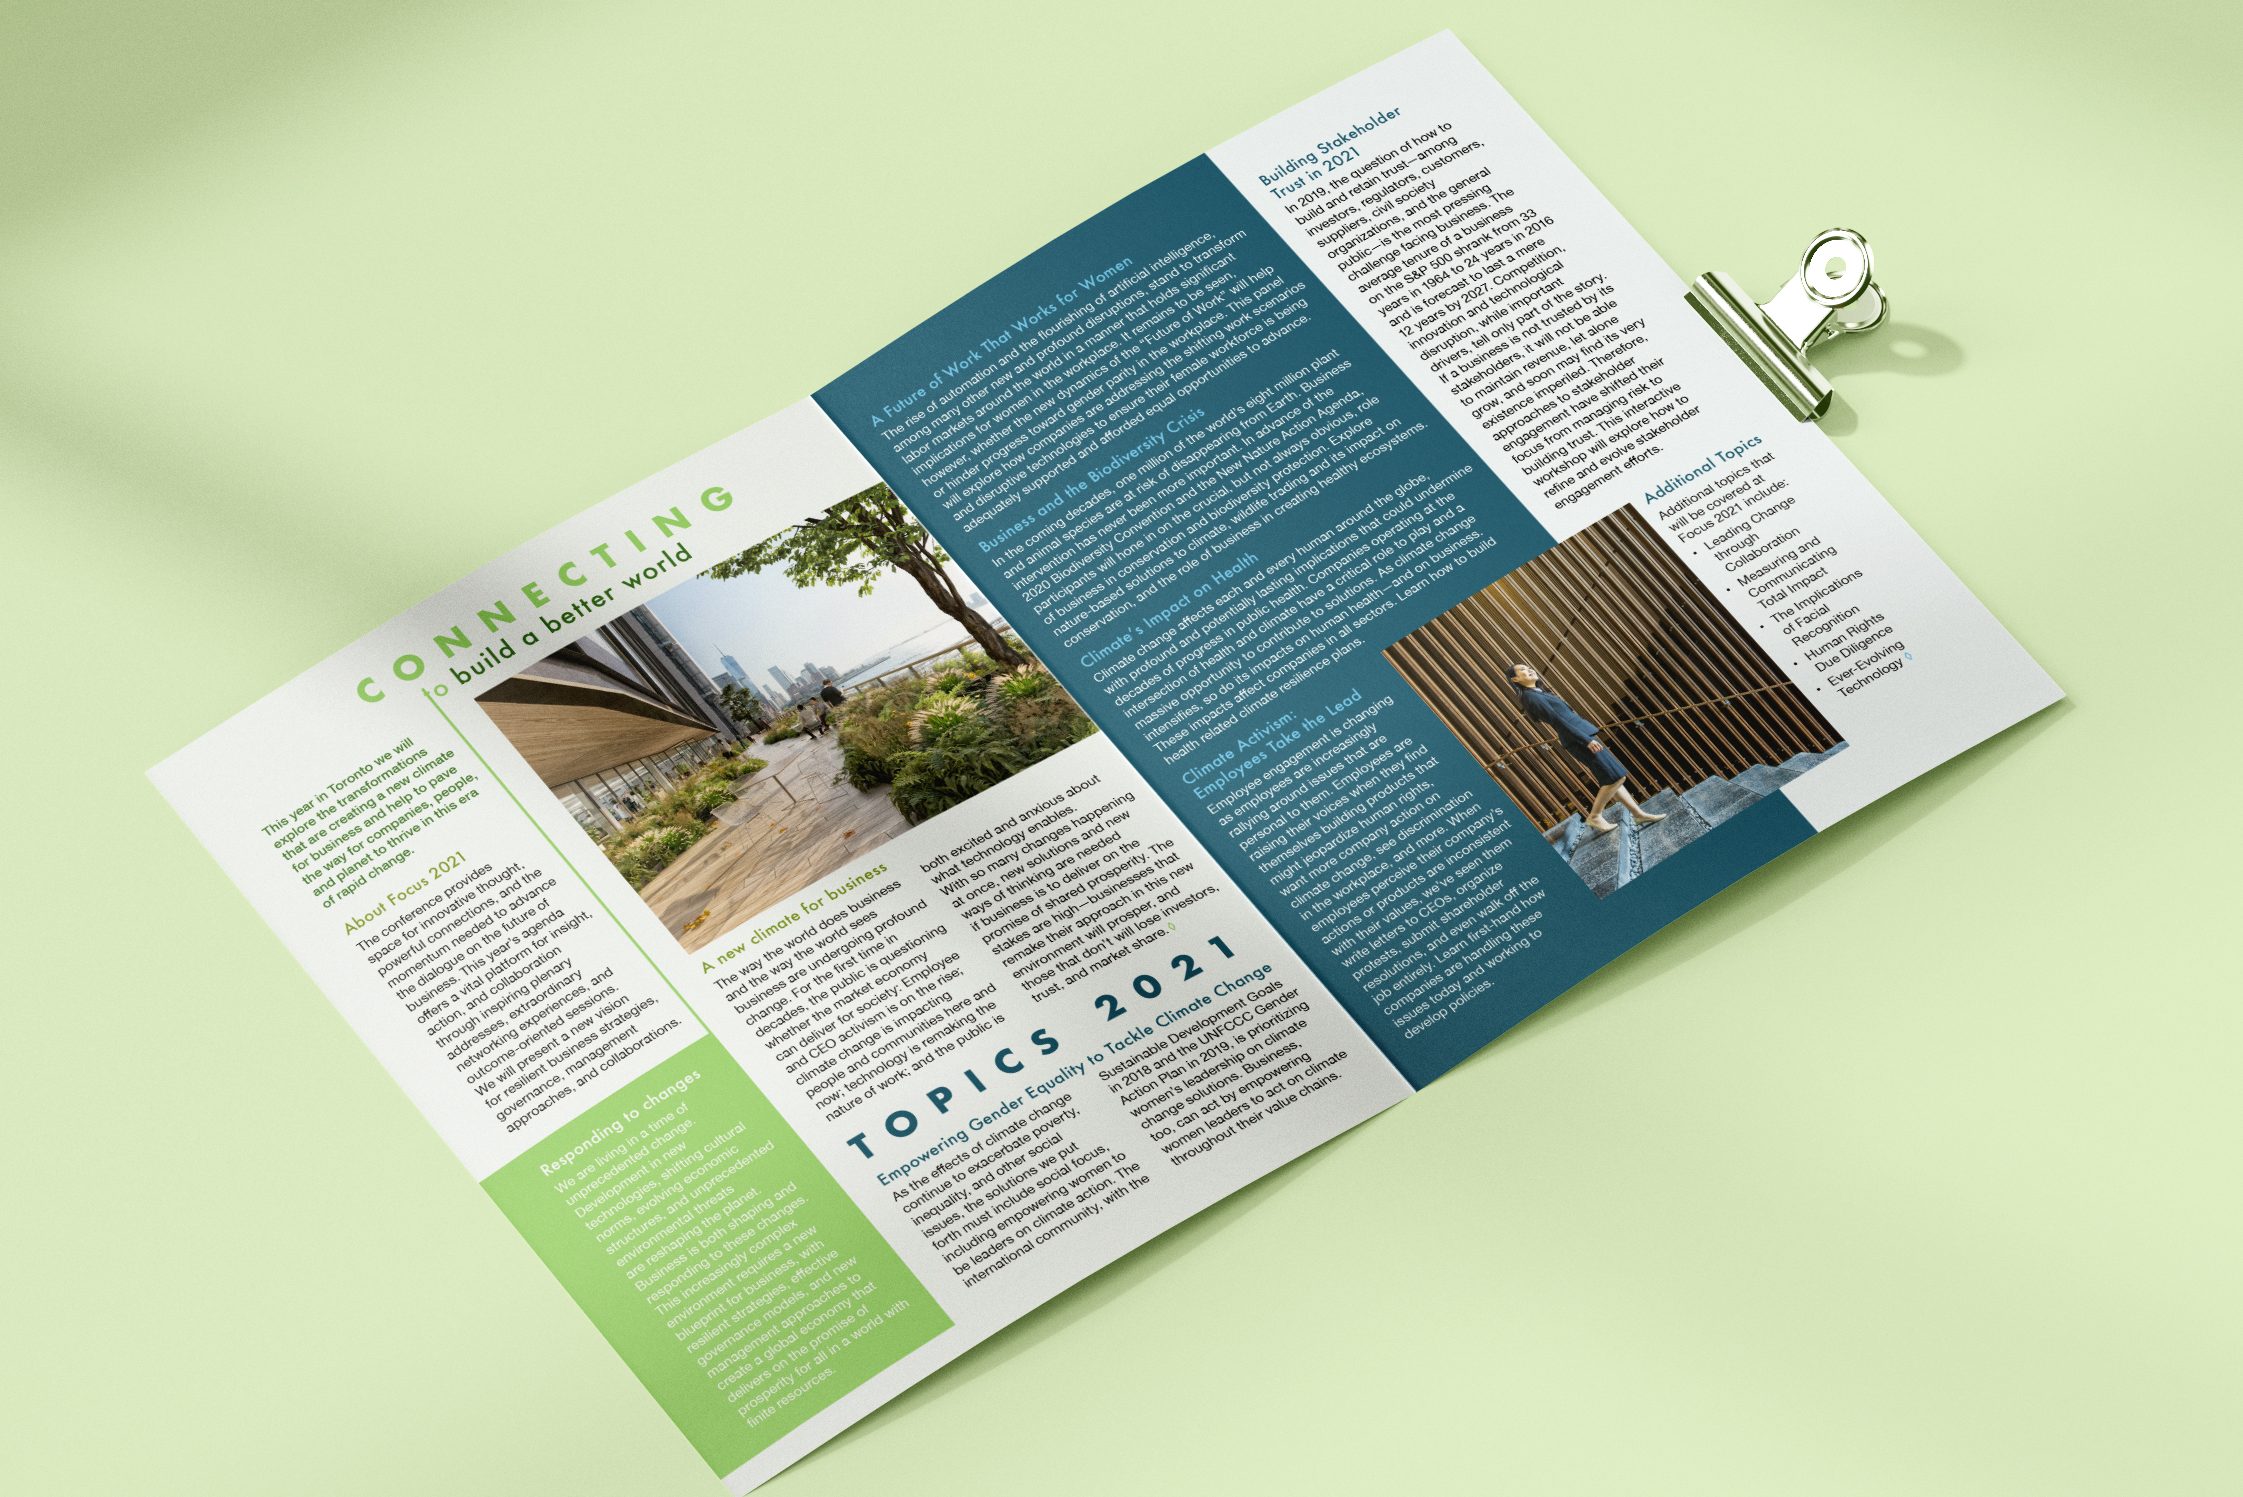 CONNECTING
to build a better world
This year in Toronto we will
explore the transformations
that are creating a new climate
for business and help to pave
the way for companies, people,
and planet to thrive in this era
of rapid change.
About Focus 2021
The conference provides
space for innovative thought,
powerful connections, and the
momentum needed to advance
the dialogue on the future of
business. This year's agenda
offers a vital platform for insight,
action, and collaboration
through inspiring plenary
addresses, extraordinary
networking experiences, and
outcome-oriented sessions.
We will present a new vision
for resilient business strategies,
governance, management
approaches, and collaborations.
Responding to changes
We are living in a time of
unprecedented change.
Development in new
technologies, shifting cultural
norms, evolving economic
structures, and unprecedented
environmental threats
are reshaping the planet.
Business is both shaping and
responding to these changes.
This increasingly complex
environment requires a new
blueprint for business, with
resilient strategies, effective
governance models, and new
management approaches to
create a global economy that
delivers on the promise of
prosperity for all in a world with
finite resources.
A new climate for business
The way the world does business
and the way the world sees
business are undergoing profound
change. For the first time in
decades, the public is questioning
whether the market economy
can deliver for society: Employee
and CEO activism is on the rise;
climate change is impacting
people and communities here and
now; technology is remaking the
nature of work; and the public is
both excited and anxious about
what technology enables.
With so many changes happening
at once, new solutions and new
ways of thinking are needed
if business is to deliver on the
promise of shared prosperity. The
stakes are high—businesses that
remake their approach in this new
environment will prosper, and
those that don't will lose investors,
trust, and market share.◊
TOPICS 2021
Empowering Gender Equality to Tackle Climate Change
As the effects of climate change
continue to exacerbate poverty,
inequality, and other social
issues, the solutions we put
forth must include social focus,
including empowering women to
be leaders on climate action. The
international community, with the
Sustainable Development Goals
in 2018 and the UNFCCC Gender
Action Plan in 2019, is prioritizing
women's leadership on climate
change solutions. Business,
too, can act by empowering
women leaders to act on climate
throughout their value chains.
A Future of Work That Works for Women
The rise of automation and the flourishing of artificial intelligence,
among many other new and profound disruptions, stand to transform
labor markets around the world in a manner that holds significant
implications for women in the workplace. It remains to be seen,
however, whether the new dynamics of the "Future of Work" will help
or hinder progress toward gender parity in the workplace. This panel
will explore how companies are addressing the shifting work scenarios
and disruptive technologies to ensure their female workforce is being
adequately supported and afforded equal opportunities to advance.
Business and the Biodiversity Crisis
In the coming decades, one million of the world's eight million plant
and animal species are at risk of disappearing from Earth. Business
intervention has never been more important. In advance of the
2020 Biodiversity Convention and the New Nature Action Agenda,
participants will hone in on the crucial, but not always obvious, role
of business in conservation and biodiversity protection. Explore
nature-based solutions to climate, wildlife trading and its impact on
conservation, and the role of business in creating healthy ecosystems.
Climate's Impact on Health
Climate change affects each and every human around the globe,
with profound and potentially lasting implications that could undermine
decades of progress in public health. Companies operating at the
intersection of health and climate have a critical role to play and a
massive opportunity to contribute to solutions. As climate change
intensifies, so do its impacts on human health—and on business.
These impacts affect companies in all sectors. Learn how to build
health related climate resilience plans.
Climate Activism:
Employees Take the Lead
Employee engagement is changing
as employees are increasingly
rallying around issues that are
personal to them. Employees are
raising their voices when they find
themselves building products that
might jeopardize human rights,
want more company action on
climate change, see discrimination
in the workplace, and more. When
employees perceive their company's
actions or products are inconsistent
with their values, we've seen them
write letters to CEOs, organize
protests, submit shareholder
resolutions, and even walk off the
job entirely. Learn first-hand how
companies are handling these
issues today and working to
develop policies.
Building Stakeholder
Trust in 2021
In 2019, the question of how to
build and retain trust—among
investors, regulators, customers,
suppliers, civil society
organizations, and the general
public—is the most pressing
challenge facing business. The
average tenure of a business
on the S&P 500 shrank from 33
years in 1964 to 24 years in 2016
and is forecast to last a mere
12 years by 2027. Competition,
innovation and technological
disruption, while important
drivers, tell only part of the story.
If a business is not trusted by its
stakeholders, it will not be able
to maintain revenue, let alone
grow, and soon may find its very
existence imperiled. Therefore,
approaches to stakeholder
engagement have shifted their
focus from managing risk to
building trust. This interactive
workshop will explore how to
refine and evolve stakeholder
engagement efforts.
Additional Topics
Additional topics that
will be covered at
Focus 2021 include:
• Leading Change
through
Collaboration
• Measuring and
Communicating
Total Impact
• The Implications
of Facial
Recognition
• Human Rights
Due Diligence
• Ever-Evolving
Technology ◊